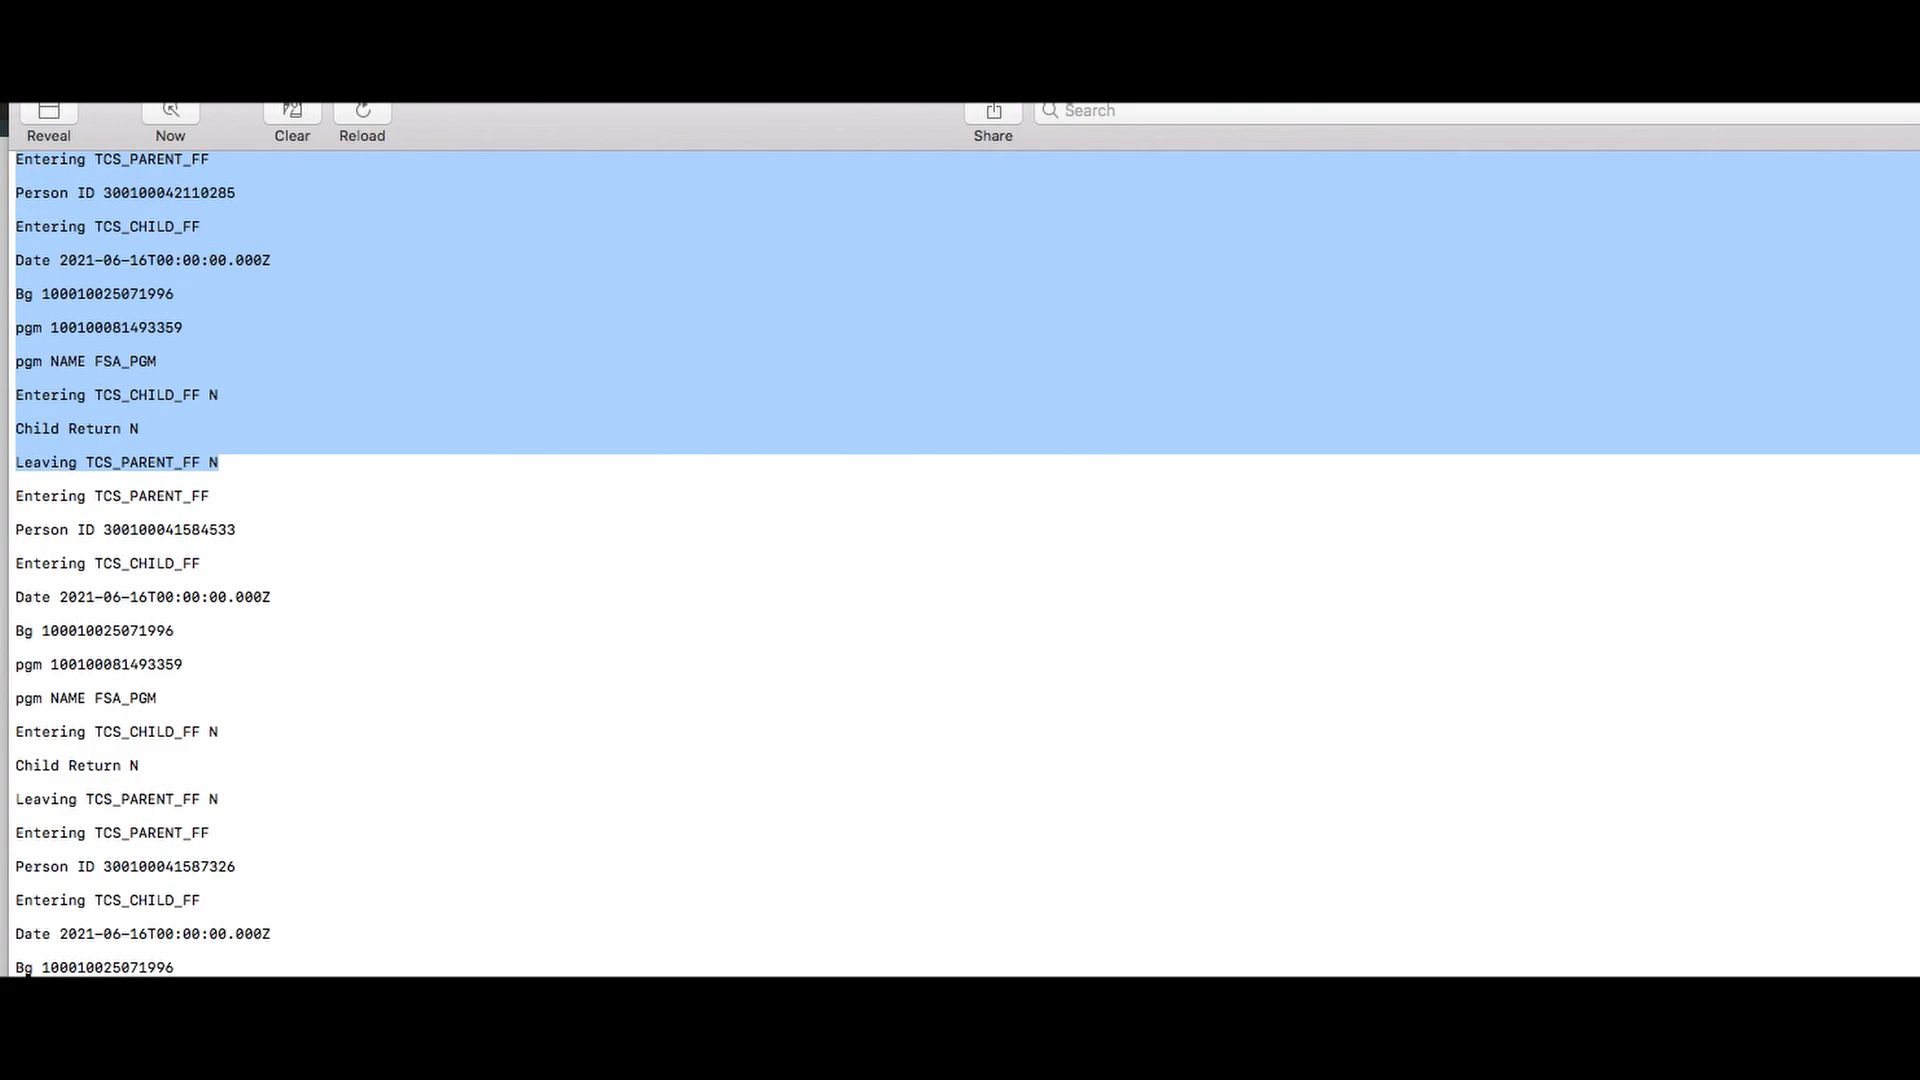 Reveal
Now
Clear
Reload
Share
Search
Entering TCS_PARENT_FF
Person ID 300100042110285
Entering TCS_CHILD_FF
Date 2021-06-16T00:00:00.000Z
Bg 100010025071996
pgm 100100081493359
pgm NAME FSA_PGM
Entering TCS_CHILD_FF N
Child Return N
Leaving TCS_PARENT_FF N
Entering TCS_PARENT_FF
Person ID 300100041584533
Entering TCS_CHILD_FF
Date 2021-06-16T00:00:00.000Z
Bg 100010025071996
pgm 100100081493359
pgm NAME FSA_PGM
Entering TCS_CHILD_FF N
Child Return N
Leaving TCS_PARENT_FF N
Entering TCS_PARENT_FF
Person ID 300100041587326
Entering TCS_CHILD_FF
Date 2021-06-16T00:00:00.000Z
Bg 100010025071996